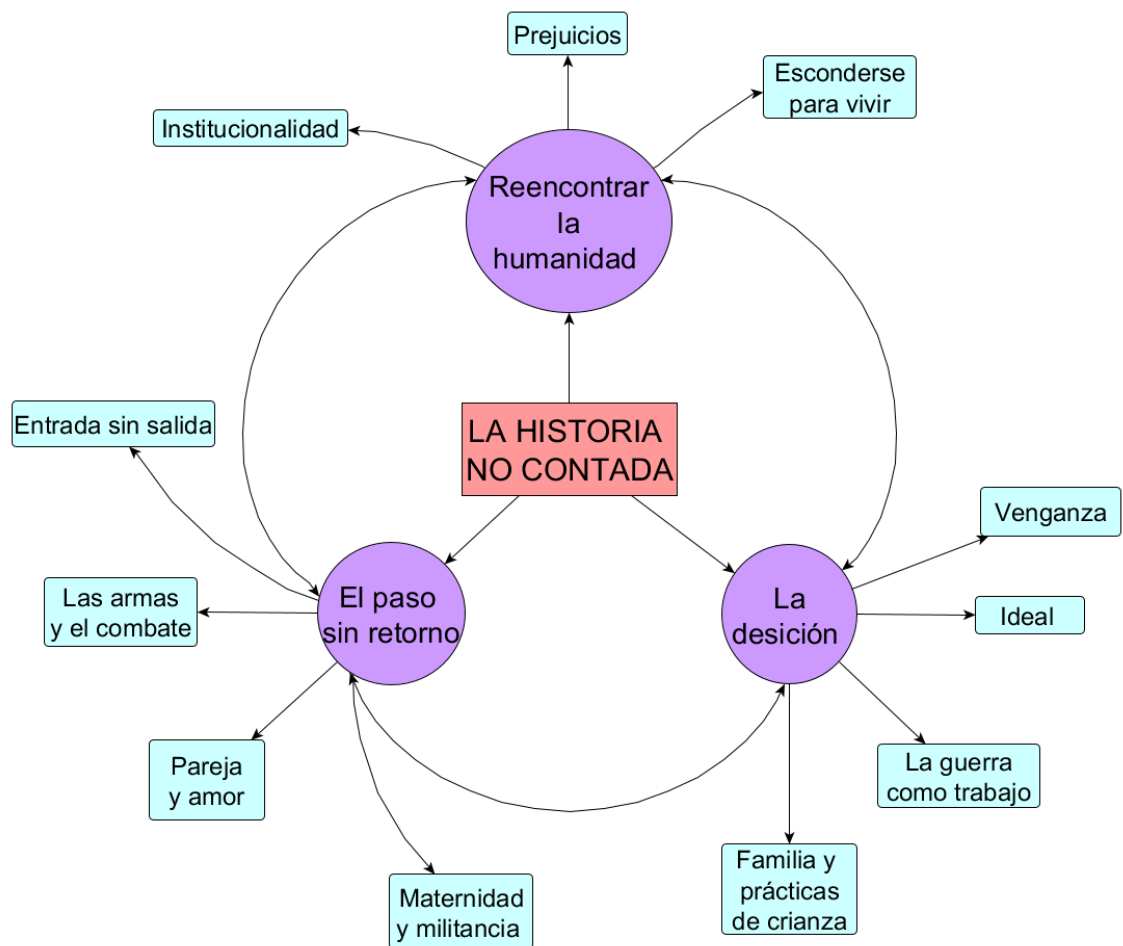 Prejuicios
Esconderse
para vivir
Institucionalidad
Reencontrar
la
humanidad
LA HISTORIA
NO CONTADA
Entrada sin salida
Venganza
Las armas
y el combate
El paso
sin retorno
La
desición
Ideal
Pareja
y amor
La guerra
como trabajo
Maternidad
y militancia
Familia y
prácticas
de crianza